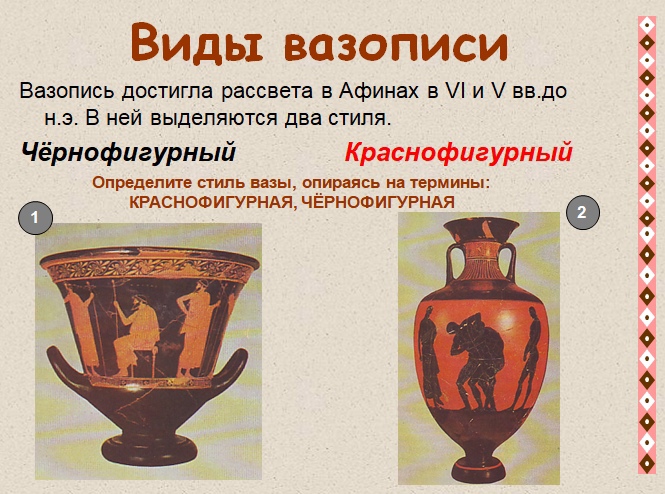 Виды вазописи
Вазопись достигла рассвета в Афинах в VI и V вв.до
н.э. В ней выделяются два стиля.
Чёрнофигурный Краснофигурный
Определите стиль вазы, опираясь на термины:
КРАСНОФИГУРНАЯ, ЧЁРНОФИГУРНАЯ
1 2